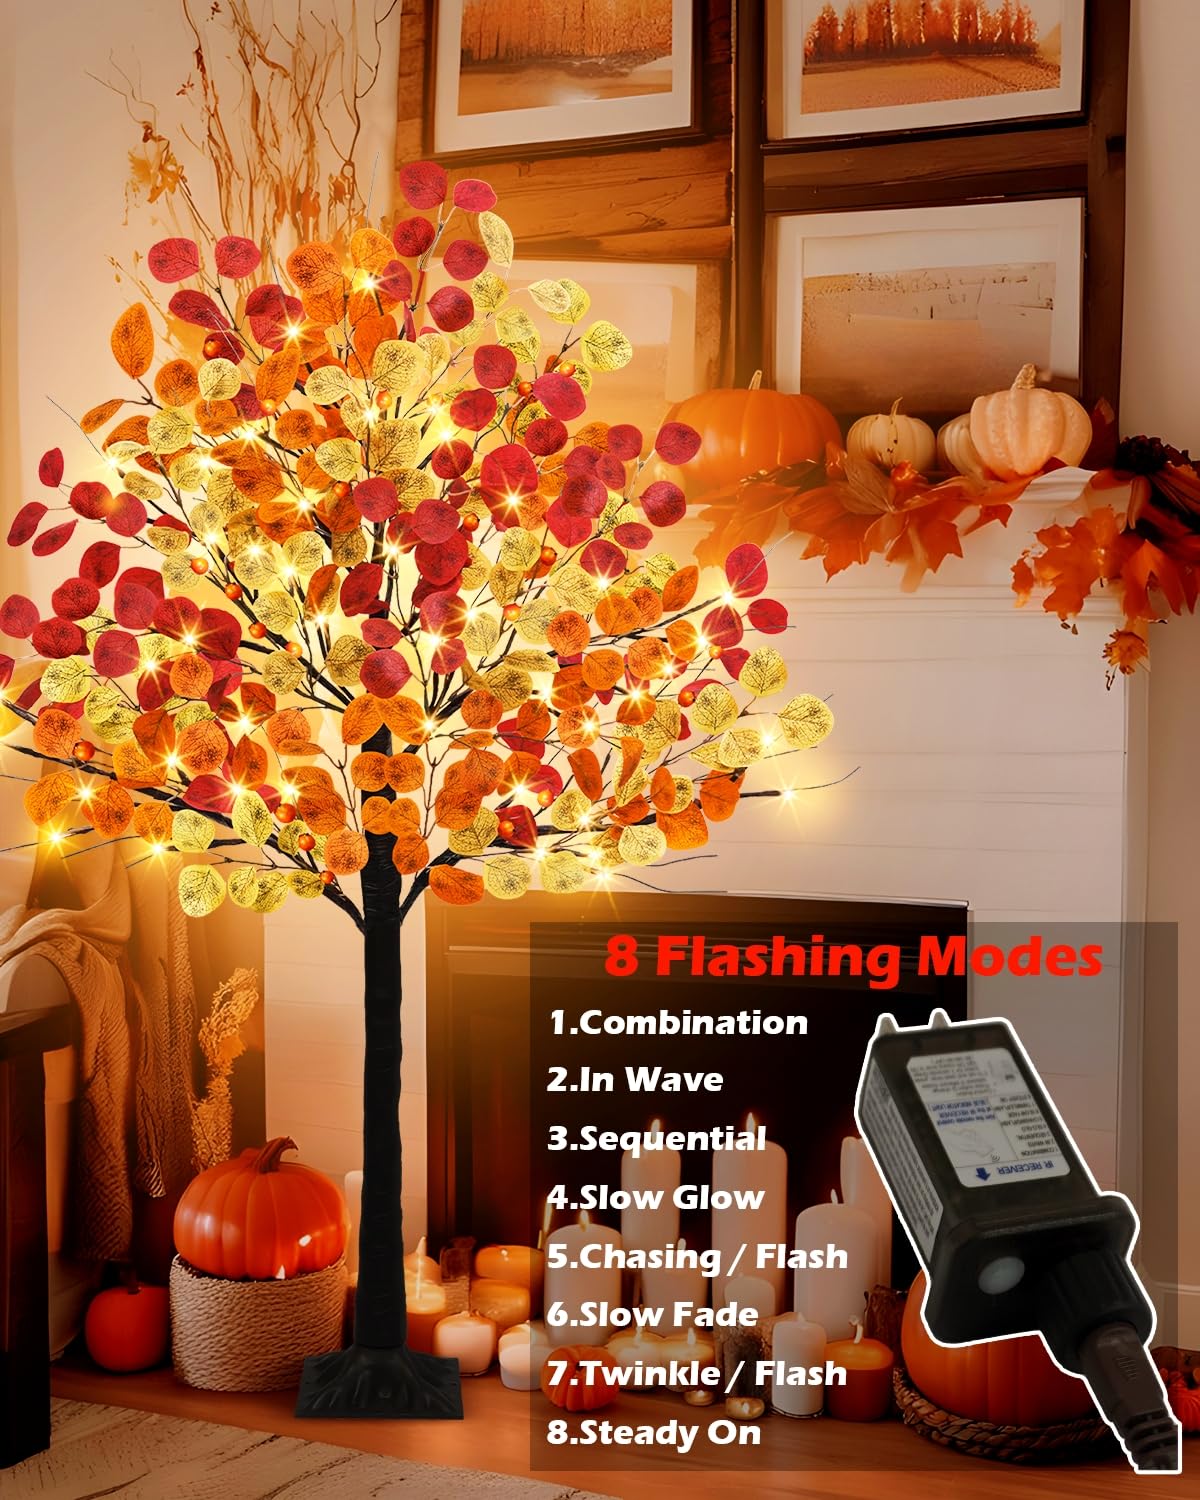 8 Flashing Modes
1.Combination
2.In Wave
3.Sequential
4.Slow Glow
5.Chasing / Flash
6.Slow Fade
7.Twinkle / Flash
8.Steady On
IR RECEIVER